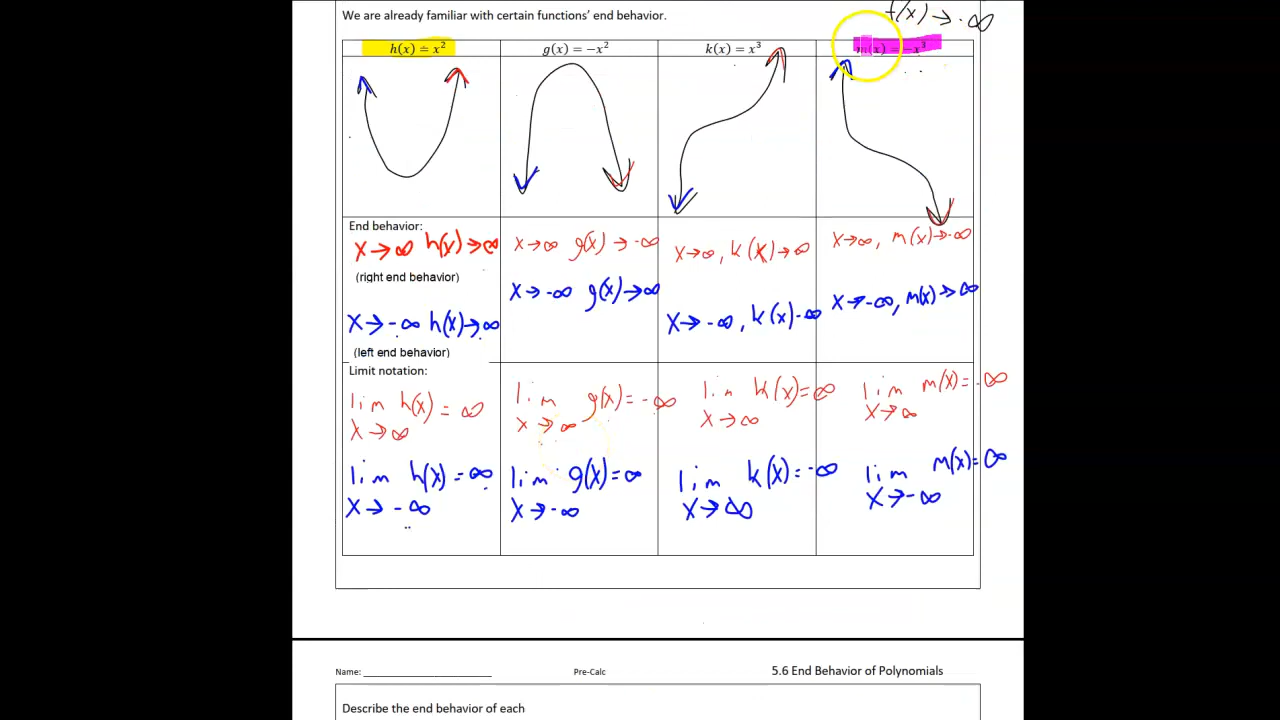 We are already familiar with certain functions' end behavior.
f(x) → -∞
h(x) = x²
g(x) = −x²
k(x) = x³
m(x) = −x³
End behavior:
x→∞ h(x)→∞
x→∞ g(x)→-∞
x→∞, k(x)→∞
x→∞, m(x)→-∞
(right end behavior)
x→-∞ g(x)→∞
x→-∞, m(x)→∞
x→-∞ h(x)→∞
x→-∞, k(x)-∞
(left end behavior)
Limit notation:
lim h(x) = ∞
x→∞
lim g(x) = -∞
x→∞
lim k(x)=∞
x→∞
lim m(x)=-∞
x→∞
lim h(x) = ∞
x→-∞
lim g(x)=∞
x→-∞
lim k(x)=-∞
x→∞
lim m(x)=∞
x→-∞
Name: ____________________
Pre-Calc
5.6 End Behavior of Polynomials
Describe the end behavior of each